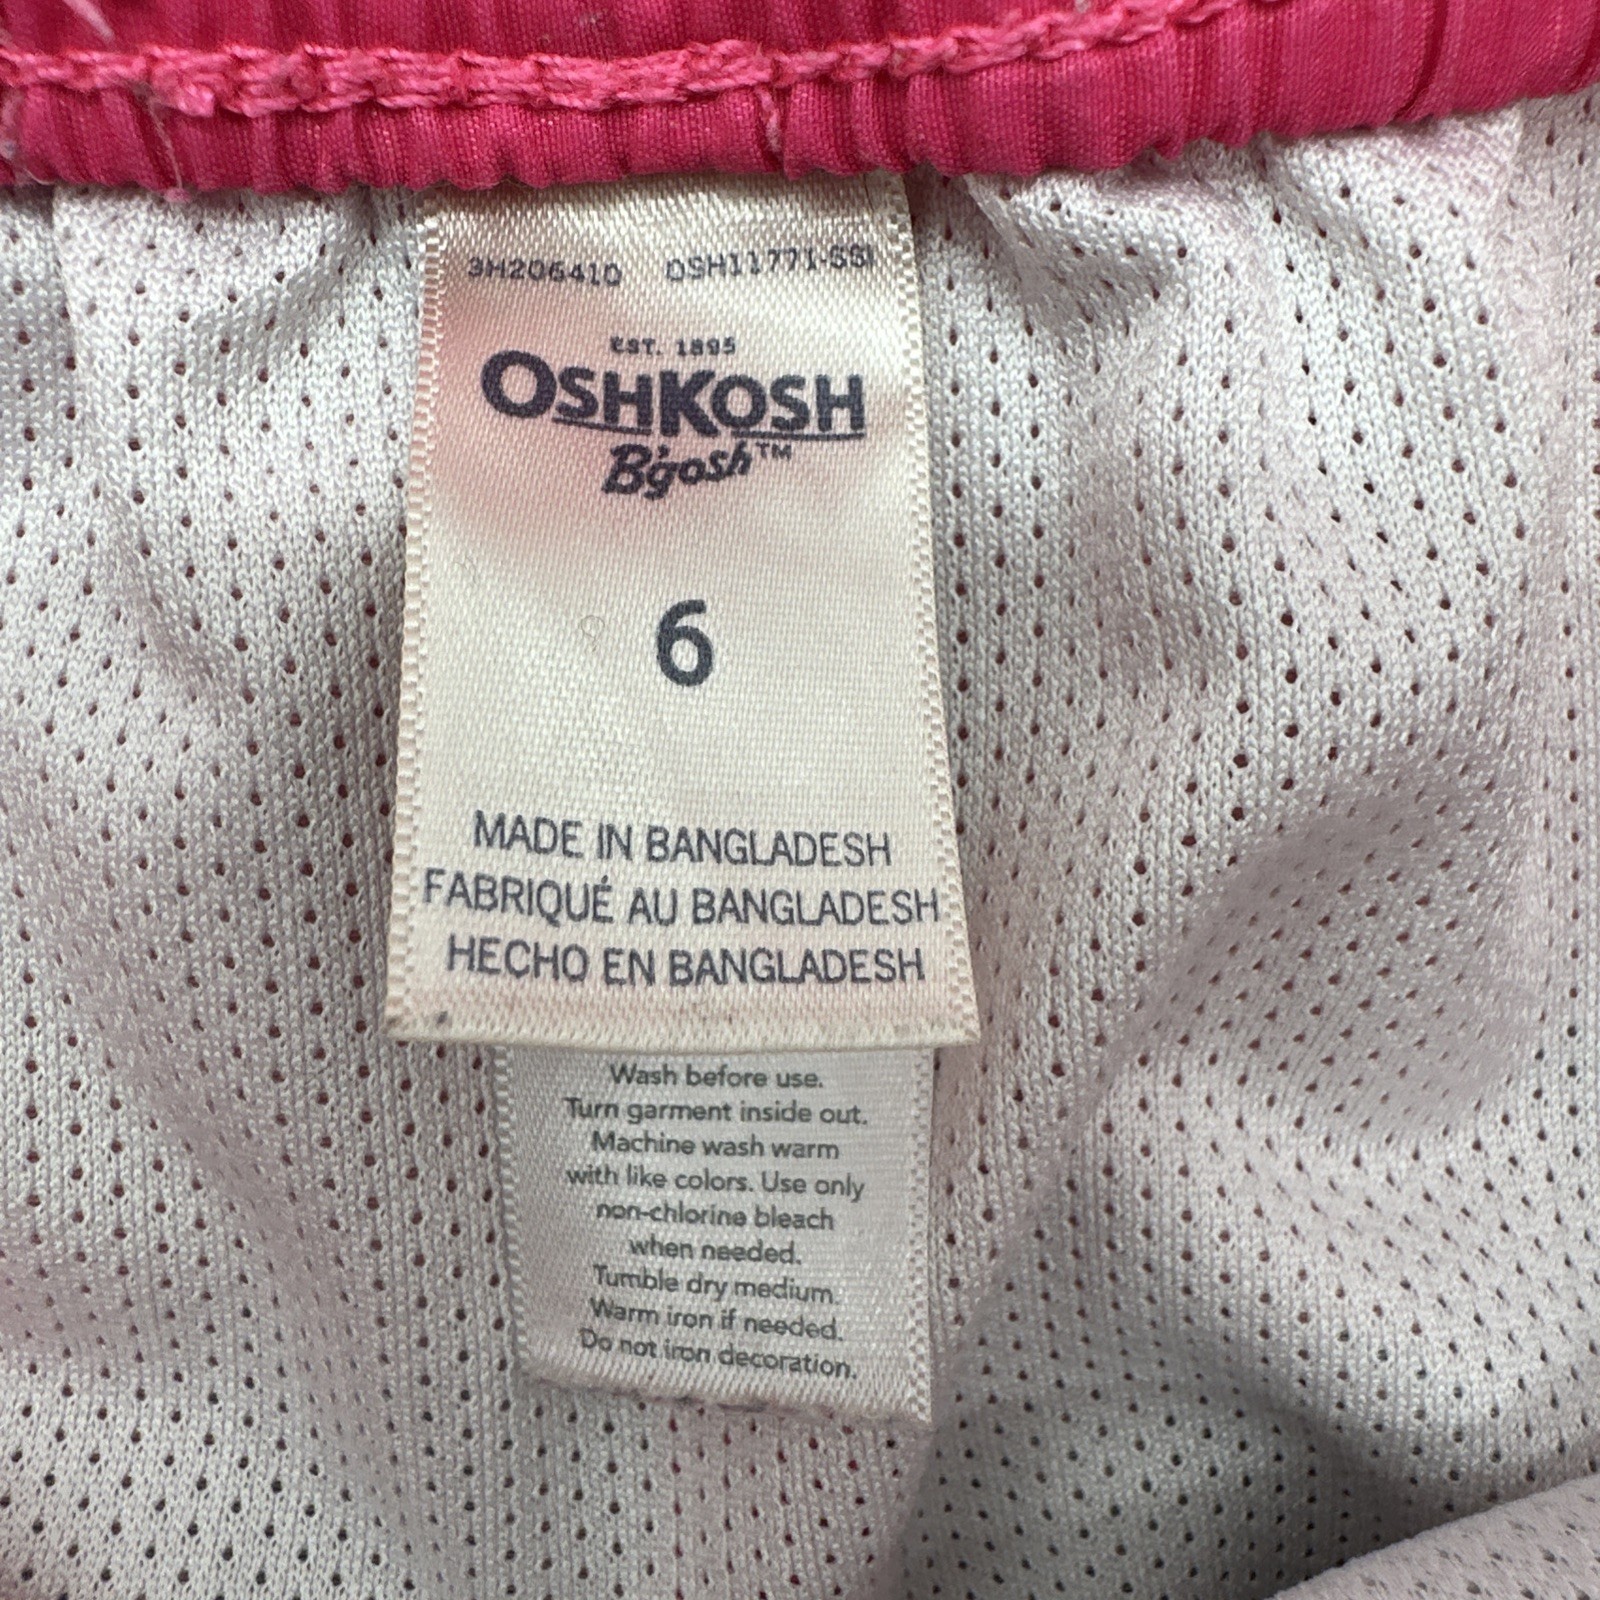 3H206410 OSH11771-SSI
EST. 1895
OSHKOSH
B'gosh™
6
MADE IN BANGLADESH
FABRIQUÉ AU BANGLADESH
HECHO EN BANGLADESH
Wash before use.
Turn garment inside out.
Machine wash warm
with like colors. Use only
non-chlorine bleach
when needed.
Tumble dry medium.
Warm iron if needed.
Do not iron decoration.